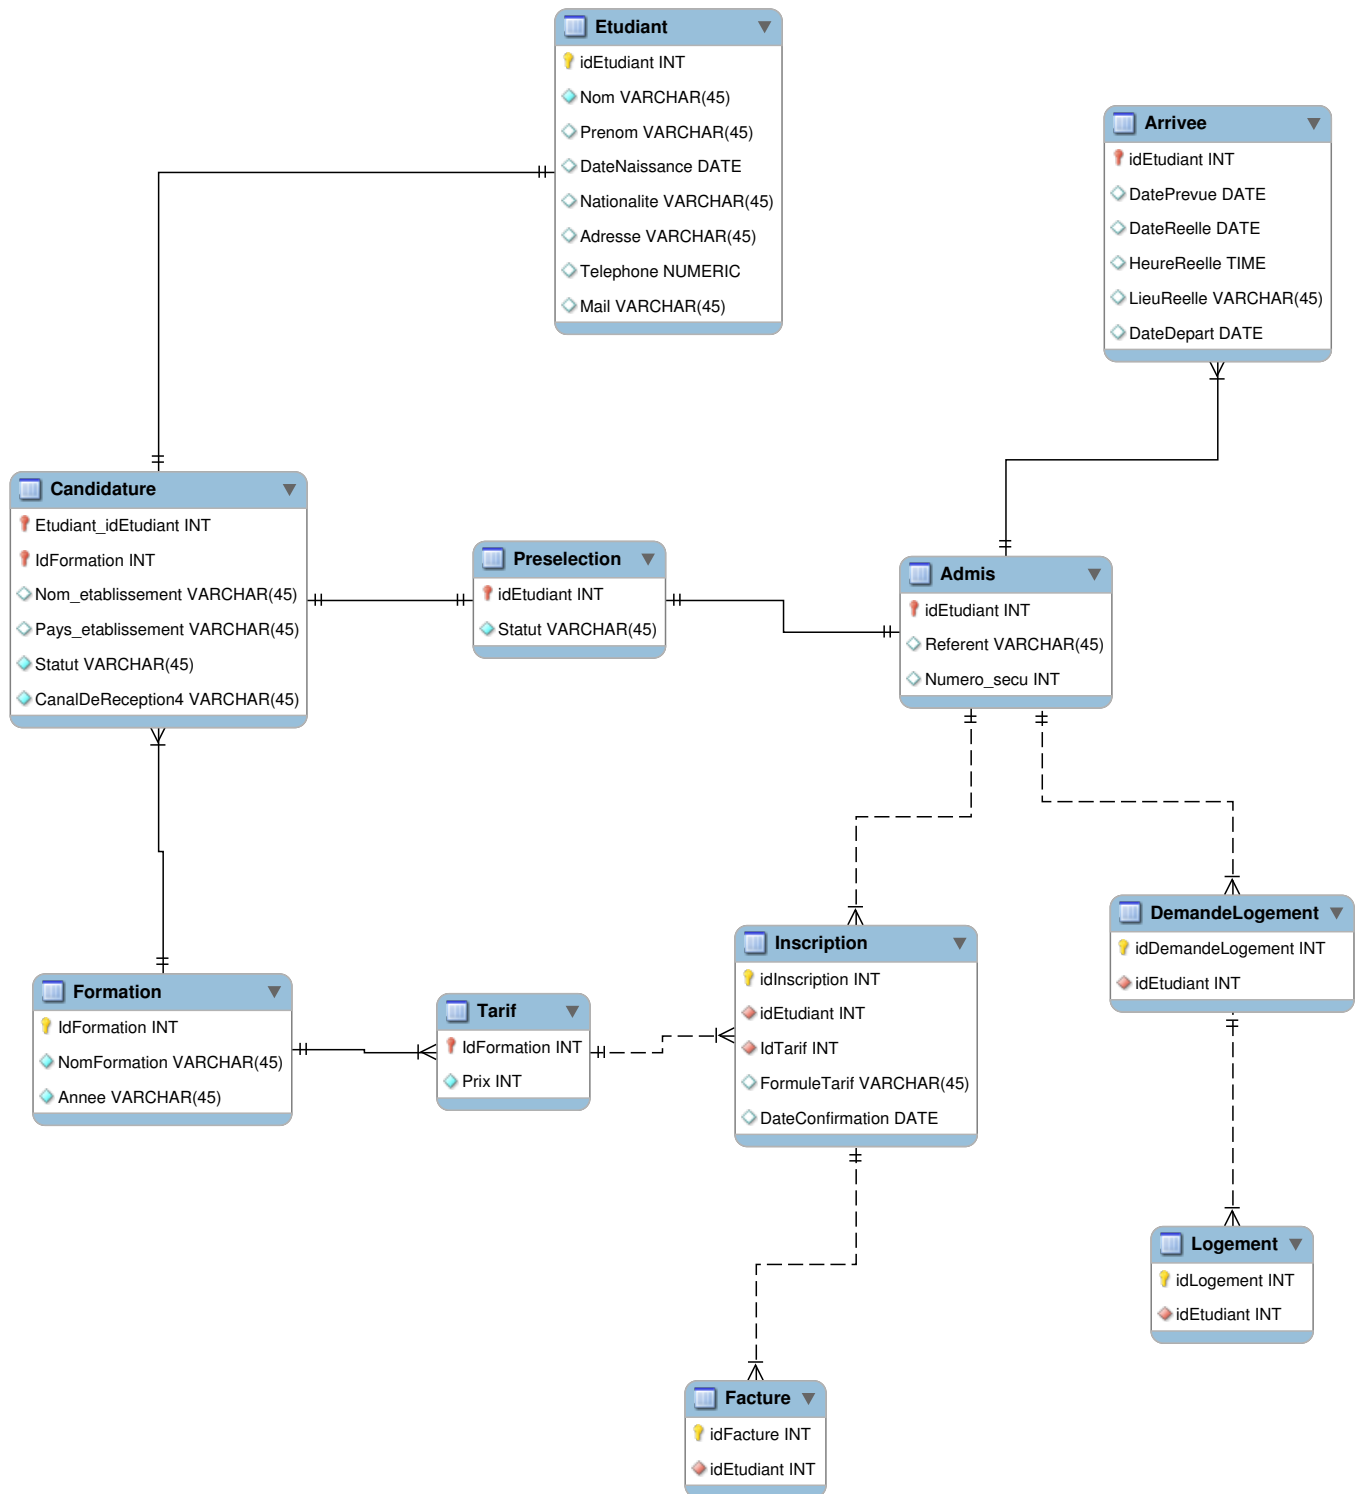 Etudiant
idEtudiant INT
Nom VARCHAR(45)
Prenom VARCHAR(45)
DateNaissance DATE
Nationalite VARCHAR(45)
Adresse VARCHAR(45)
Telephone NUMERIC
Mail VARCHAR(45)
Arrivee
idEtudiant INT
DatePrevue DATE
DateReelle DATE
HeureReelle TIME
LieuReelle VARCHAR(45)
DateDepart DATE
Candidature
Etudiant_idEtudiant INT
IdFormation INT
Nom_etablissement VARCHAR(45)
Pays_etablissement VARCHAR(45)
Statut VARCHAR(45)
CanalDeReception4 VARCHAR(45)
Preselection
idEtudiant INT
Statut VARCHAR(45)
Admis
idEtudiant INT
Referent VARCHAR(45)
Numero_secu INT
Formation
IdFormation INT
NomFormation VARCHAR(45)
Annee VARCHAR(45)
Tarif
IdFormation INT
Prix INT
Inscription
idInscription INT
idEtudiant INT
IdTarif INT
FormuleTarif VARCHAR(45)
DateConfirmation DATE
DemandeLogement
idDemandeLogement INT
idEtudiant INT
Logement
idLogement INT
idEtudiant INT
Facture
idFacture INT
idEtudiant INT